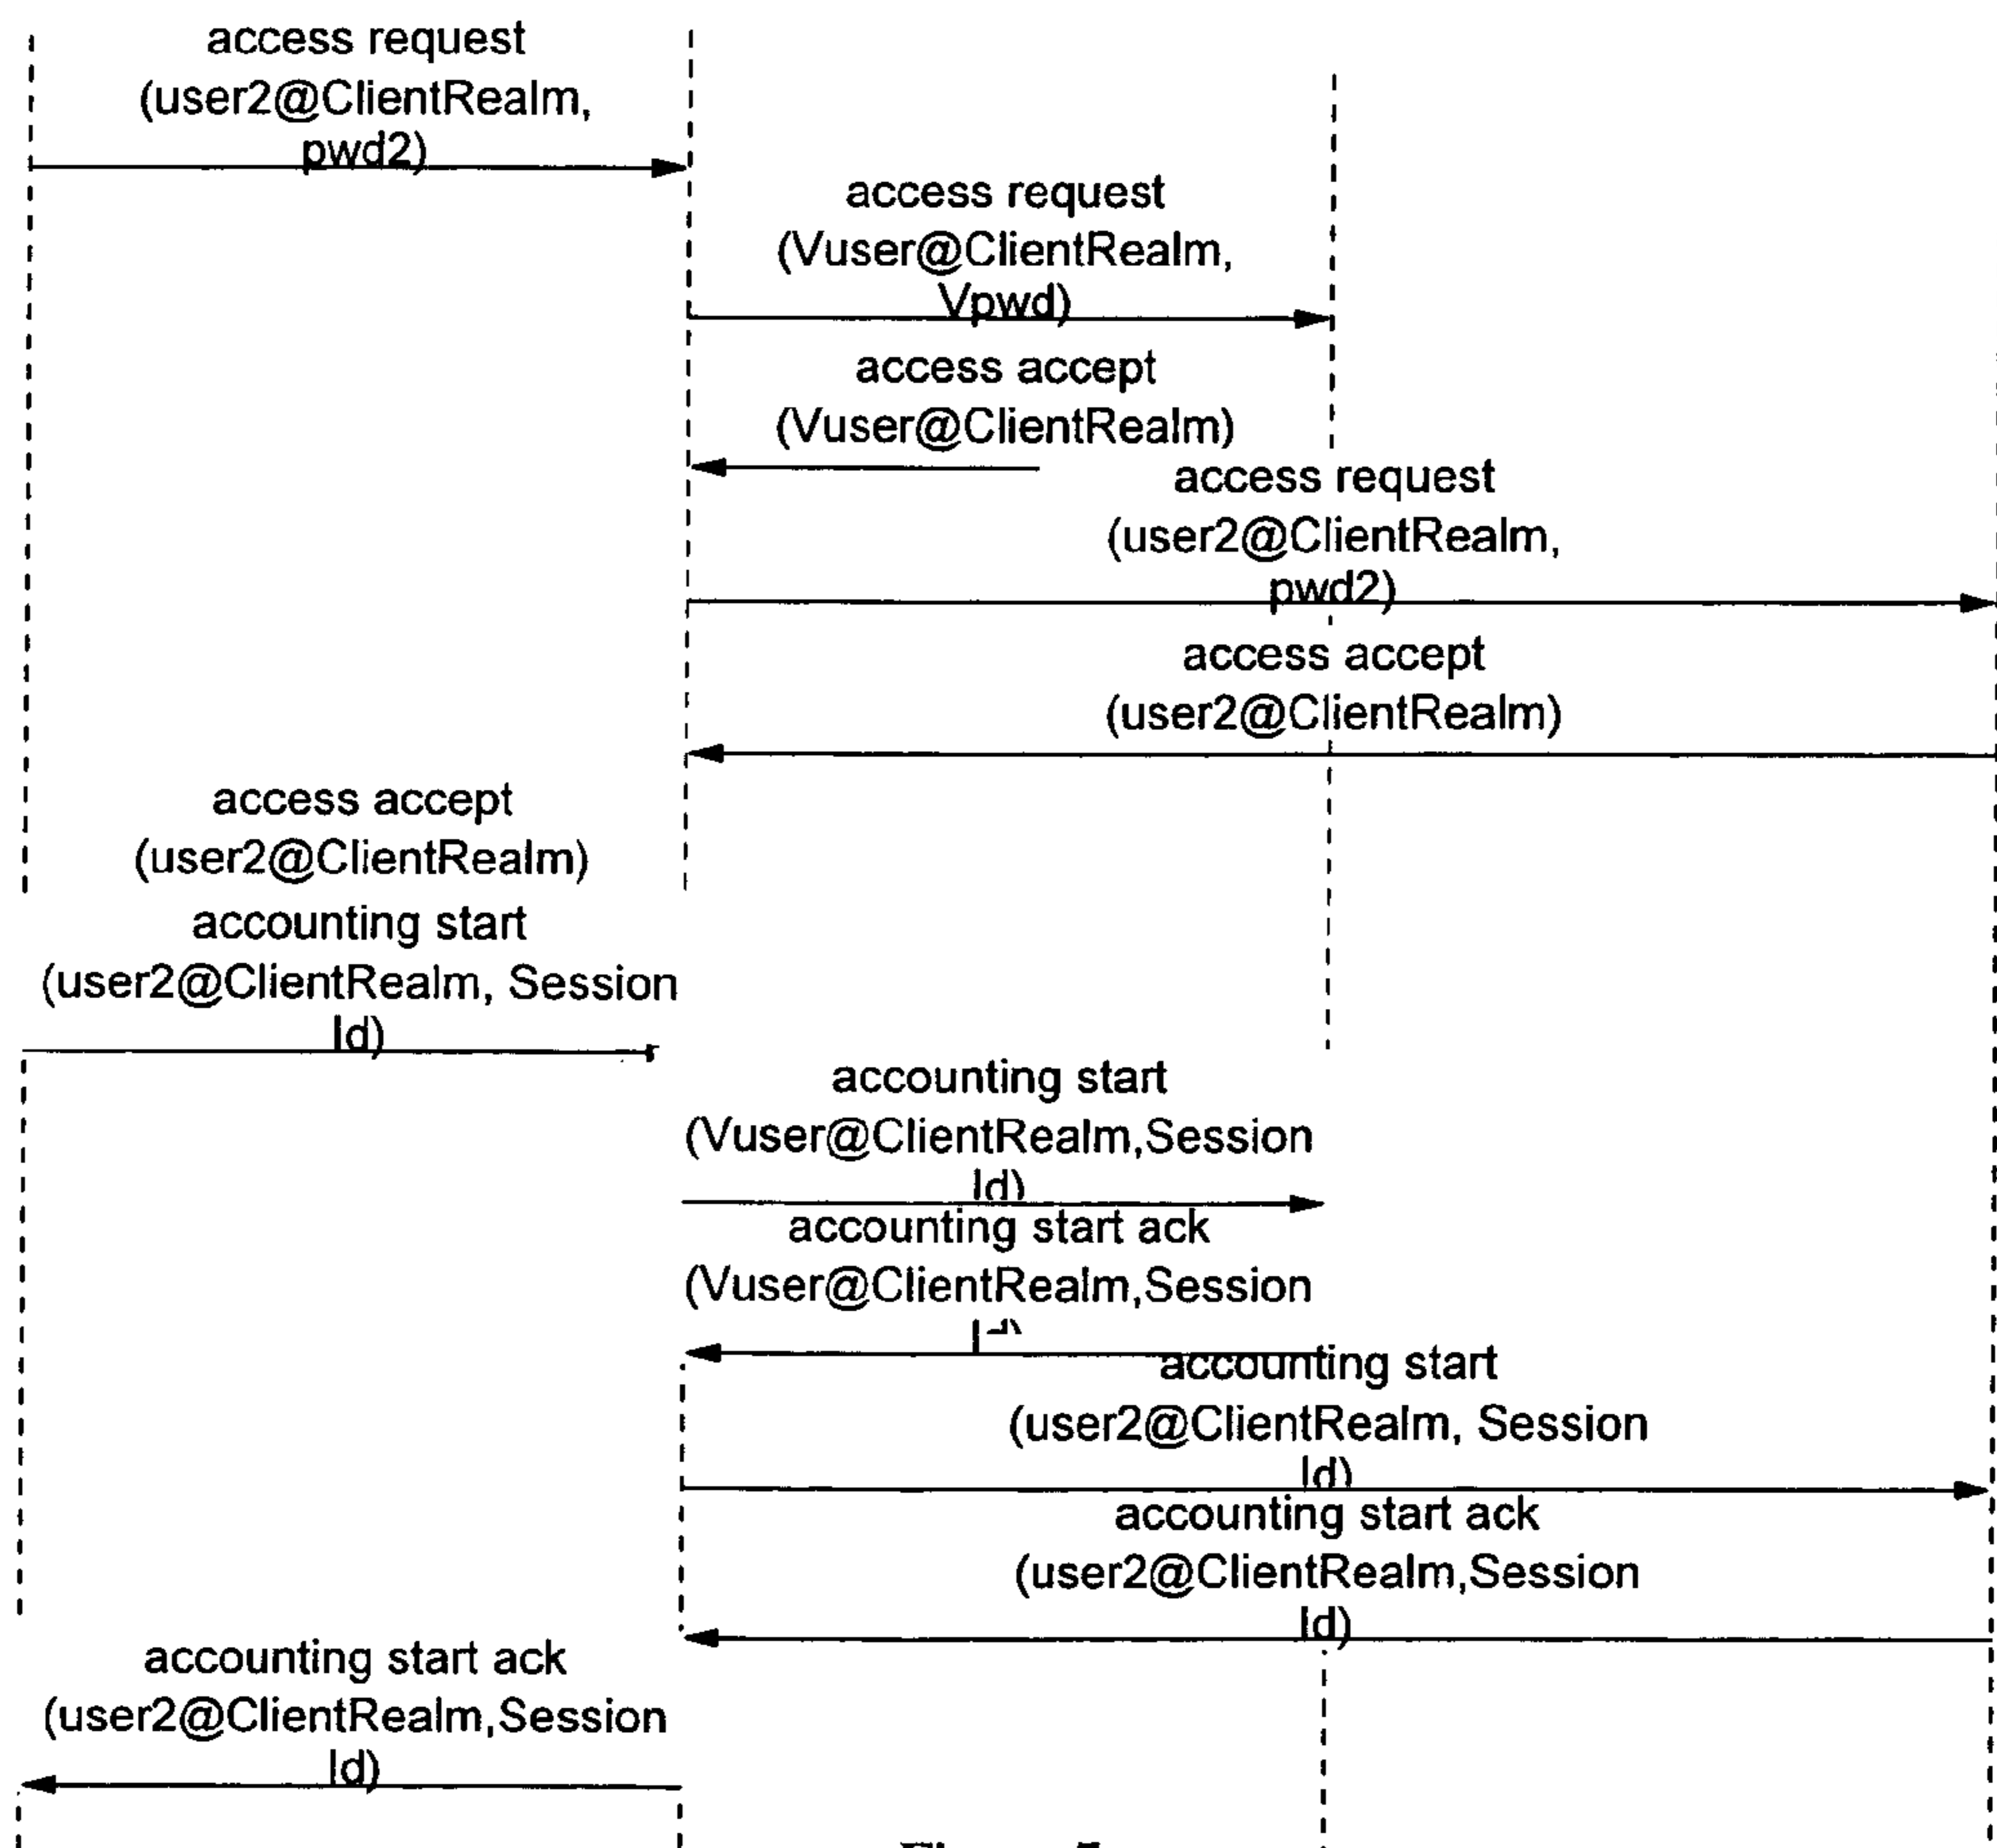 access request
(user2@ClientRealm,
pwd2)
access request
(Vuser@ClientRealm,
Vpwd)
access accept
(Vuser@ClientRealm)
access request
(user2@ClientRealm,
pwd2)
access accept
(user2@ClientRealm)
access accept
(user2@ClientRealm)
accounting start
(user2@ClientRealm, Session
Id)
accounting start
(Vuser@ClientRealm,Session
Id)
accounting start ack
(Vuser@ClientRealm,Session
accounting start
(user2@ClientRealm, Session
Id)
accounting start ack
(user2@ClientRealm,Session
Id)
accounting start ack
(user2@ClientRealm,Session
Id)